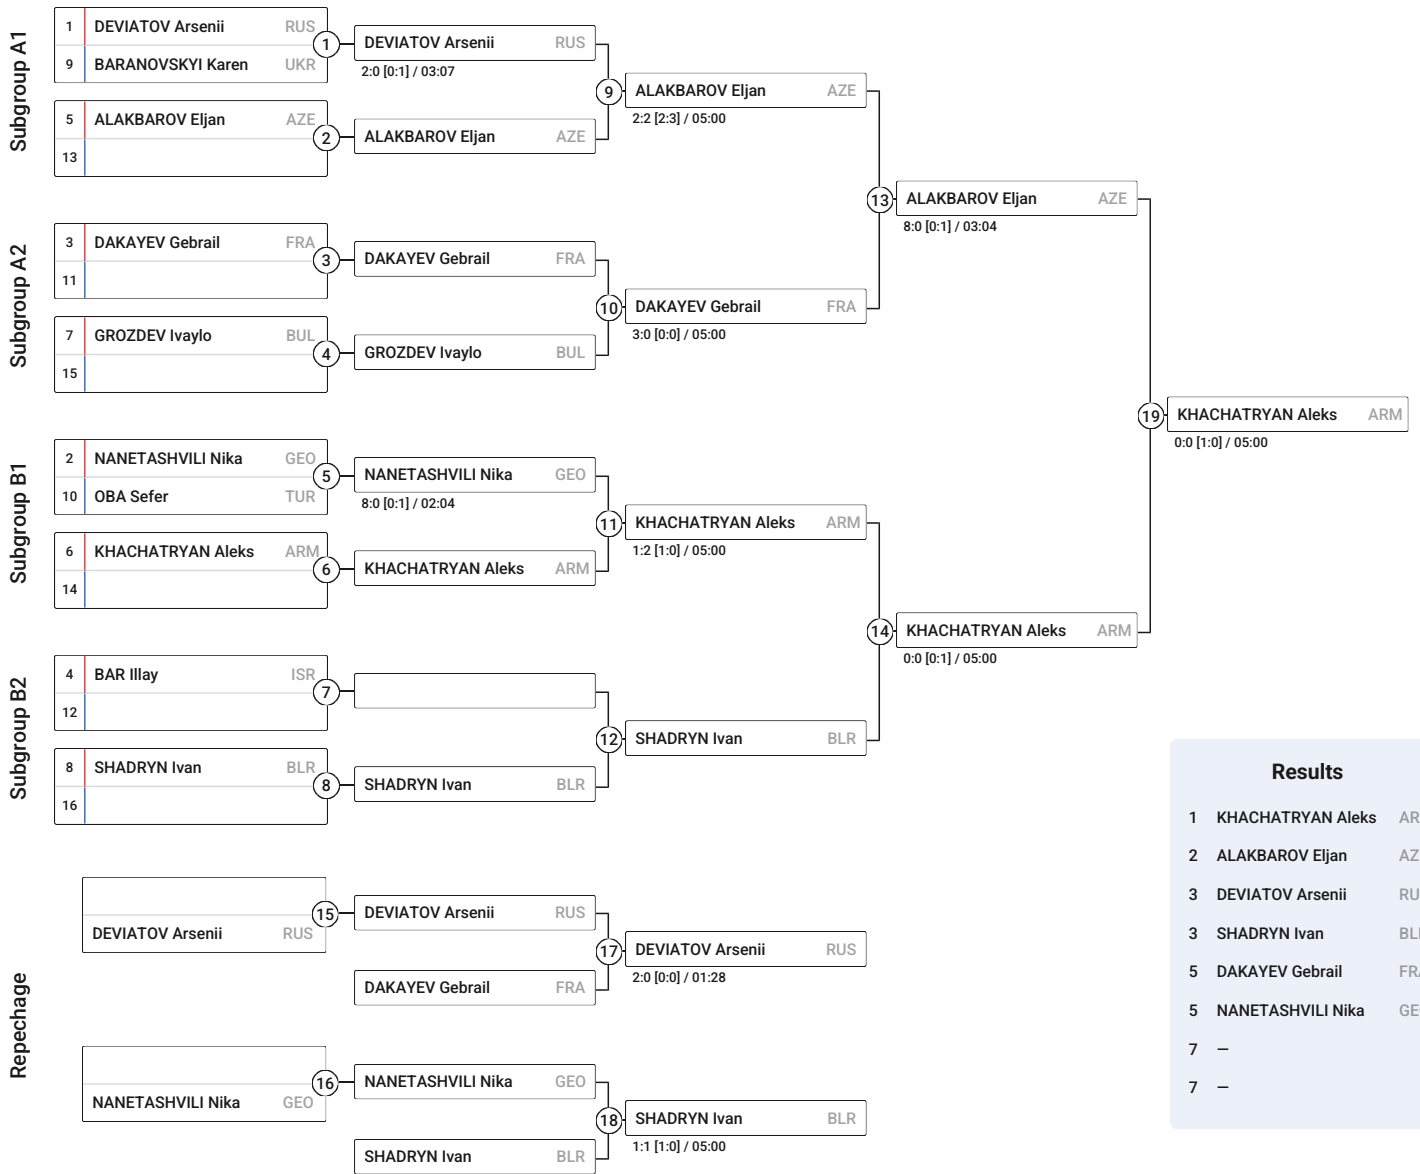 Subgroup A1
1 DEVIATOV Arsenii RUS
9 BARANOVSKYI Karen UKR
1
DEVIATOV Arsenii RUS
2:0 [0:1] / 03:07
5 ALAKBAROV Eljan AZE
13
2
ALAKBAROV Eljan AZE
9
ALAKBAROV Eljan AZE
2:2 [2:3] / 05:00
Subgroup A2
3 DAKAYEV Gebrail FRA
11
3
DAKAYEV Gebrail FRA
7 GROZDEV Ivaylo BUL
15
4
GROZDEV Ivaylo BUL
10
DAKAYEV Gebrail FRA
3:0 [0:0] / 05:00
13
ALAKBAROV Eljan AZE
8:0 [0:1] / 03:04
Subgroup B1
2 NANETASHVILI Nika GEO
10 OBA Sefer TUR
5
NANETASHVILI Nika GEO
8:0 [0:1] / 02:04
6 KHACHATRYAN Aleks ARM
14
6
KHACHATRYAN Aleks ARM
11
KHACHATRYAN Aleks ARM
1:2 [1:0] / 05:00
Subgroup B2
4 BAR Illay ISR
12
7
8 SHADRYN Ivan BLR
16
8
SHADRYN Ivan BLR
12
SHADRYN Ivan BLR
14
KHACHATRYAN Aleks ARM
0:0 [0:1] / 05:00
19
KHACHATRYAN Aleks ARM
0:0 [1:0] / 05:00
Repechage
DEVIATOV Arsenii RUS
15
DEVIATOV Arsenii RUS
DAKAYEV Gebrail FRA
17
DEVIATOV Arsenii RUS
2:0 [0:0] / 01:28
NANETASHVILI Nika GEO
16
NANETASHVILI Nika GEO
SHADRYN Ivan BLR
18
SHADRYN Ivan BLR
1:1 [1:0] / 05:00
Results
1 KHACHATRYAN Aleks
2 ALAKBAROV Eljan
3 DEVIATOV Arsenii
3 SHADRYN Ivan
5 DAKAYEV Gebrail
5 NANETASHVILI Nika
7 –
7 –